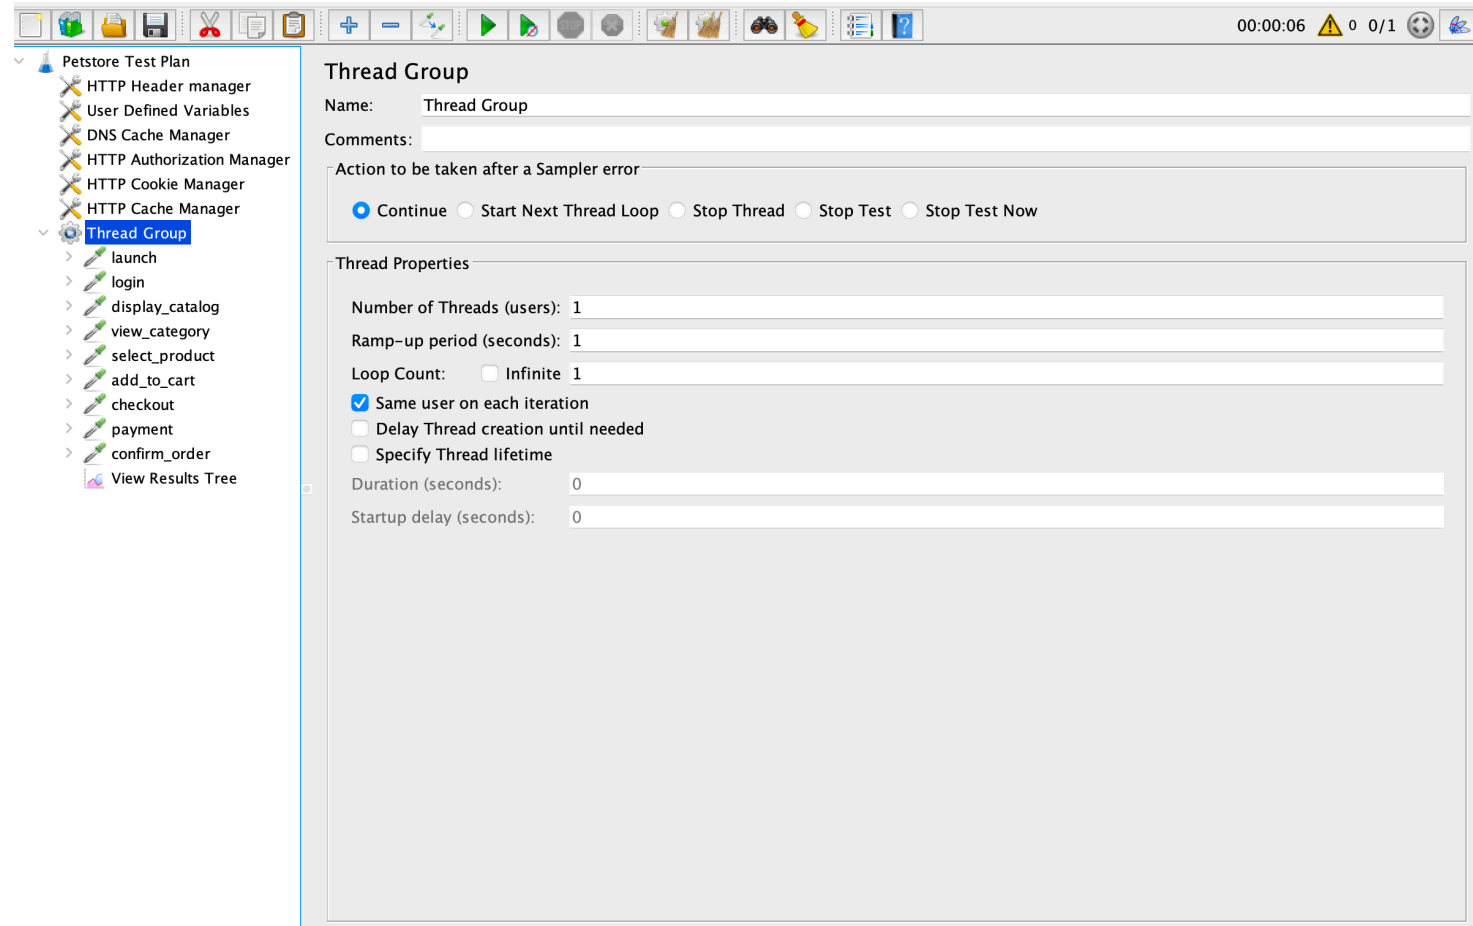 00:00:06 0 0/1
Petstore Test Plan
HTTP Header manager
User Defined Variables
DNS Cache Manager
HTTP Authorization Manager
HTTP Cookie Manager
HTTP Cache Manager
Thread Group
launch
login
display_catalog
view_category
select_product
add_to_cart
checkout
payment
confirm_order
View Results Tree
Thread Group
Name: Thread Group
Comments:
Action to be taken after a Sampler error
Continue Start Next Thread Loop Stop Thread Stop Test Stop Test Now
Thread Properties
Number of Threads (users): 1
Ramp-up period (seconds): 1
Loop Count: Infinite 1
Same user on each iteration
Delay Thread creation until needed
Specify Thread lifetime
Duration (seconds): 0
Startup delay (seconds): 0